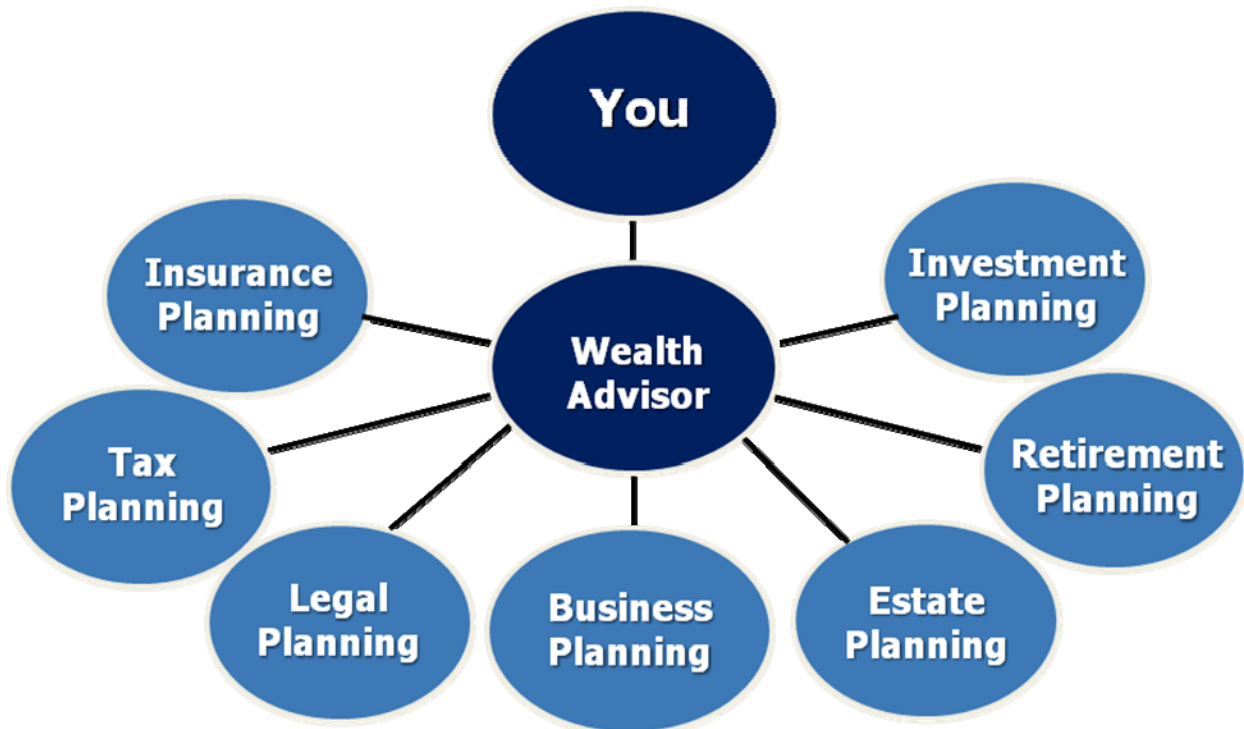 You
Insurance
Planning
Investment
Planning
Wealth
Advisor
Tax
Planning
Retirement
Planning
Legal
Planning
Business
Planning
Estate
Planning